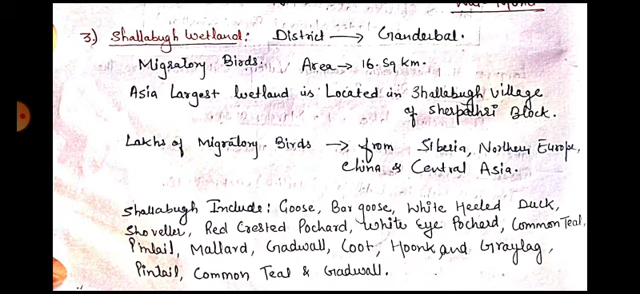 3.) Shallabugh Wetland: District → Ganderbal.
Migratory Birds. Area → 16.59 km.
Asia Largest Wetland is Located in Shallabugh Village
of Sherpathri Block.
Lakhs of Migratory Birds → from Siberia, Northern Europe,
China & Central Asia.
Shallabugh Include: Goose, Bar goose, White Heeled Duck,
Shoveller, Red Crested Pochard, White Eye Pochard, Common Teal,
Pintail, Mallard, Gadwall, Coot, Hoonk and Graylag,
Pintail, Common Teal & Gadwall.